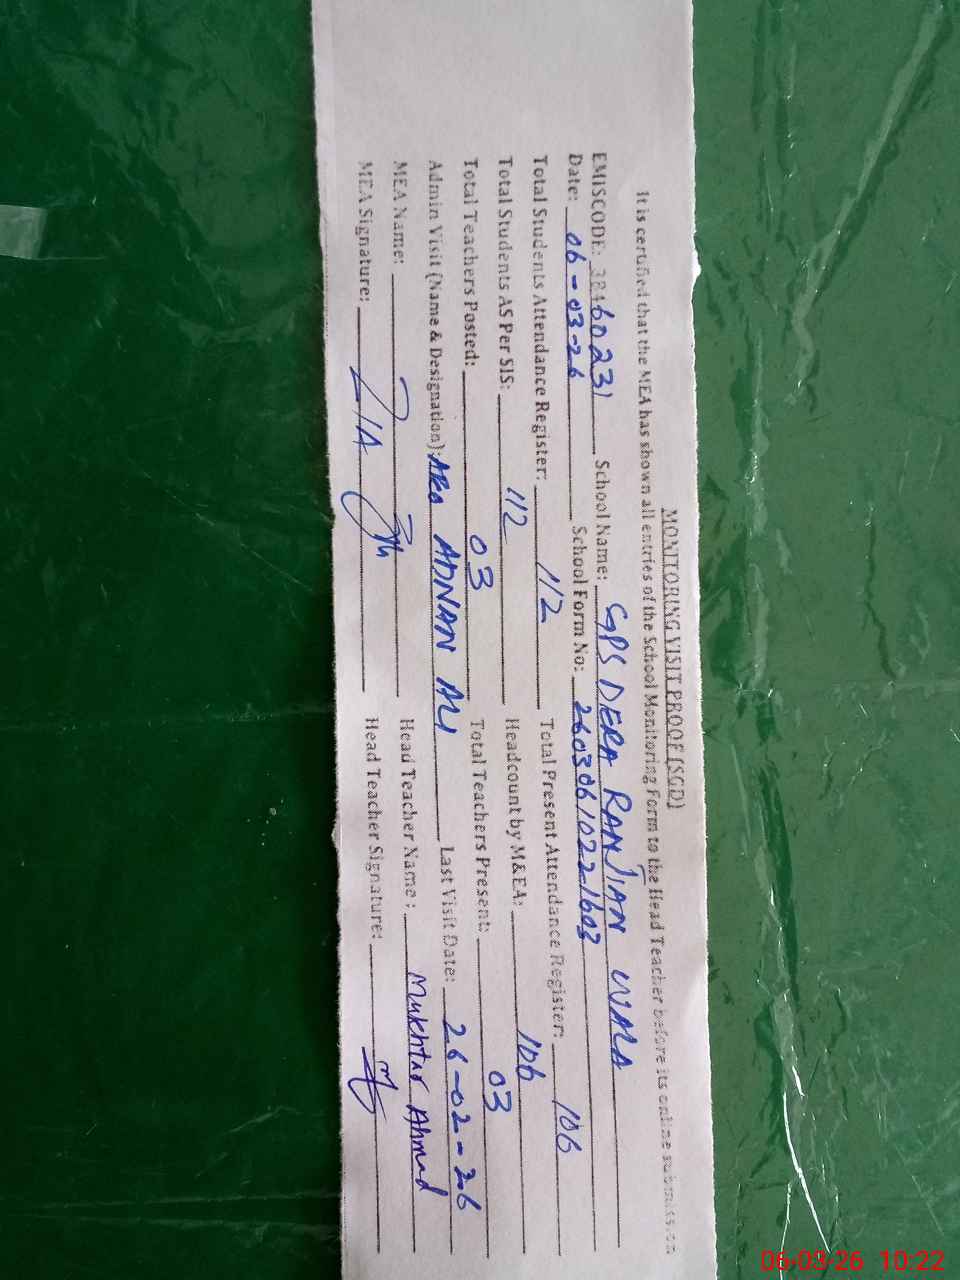 MONITORING VISIT PROOF (SGD)
It is certified that the MEA has shown all entries of the School Monitoring Form to the Head Teacher before its online submission
EMISCODE: 38460231 School Name: GPS DERA RANJIAN WALA
Date: 06-03-26 School Form No: 26030610221603
Total Students Attendance Register: 112 Total Present Attendance Register: 106
Total Students AS Per SIS: 112 Headcount by M&EA: 106
Total Teachers Posted: 03 Total Teachers Present: 03
Admin Visit (Name & Designation): AEO ADNAN ALI Last Visit Date: 26-02-26
MEA Name: Head Teacher Name: Mukhtar Ahmad
MEA Signature: Head Teacher Signature:
06-03-26 10:22